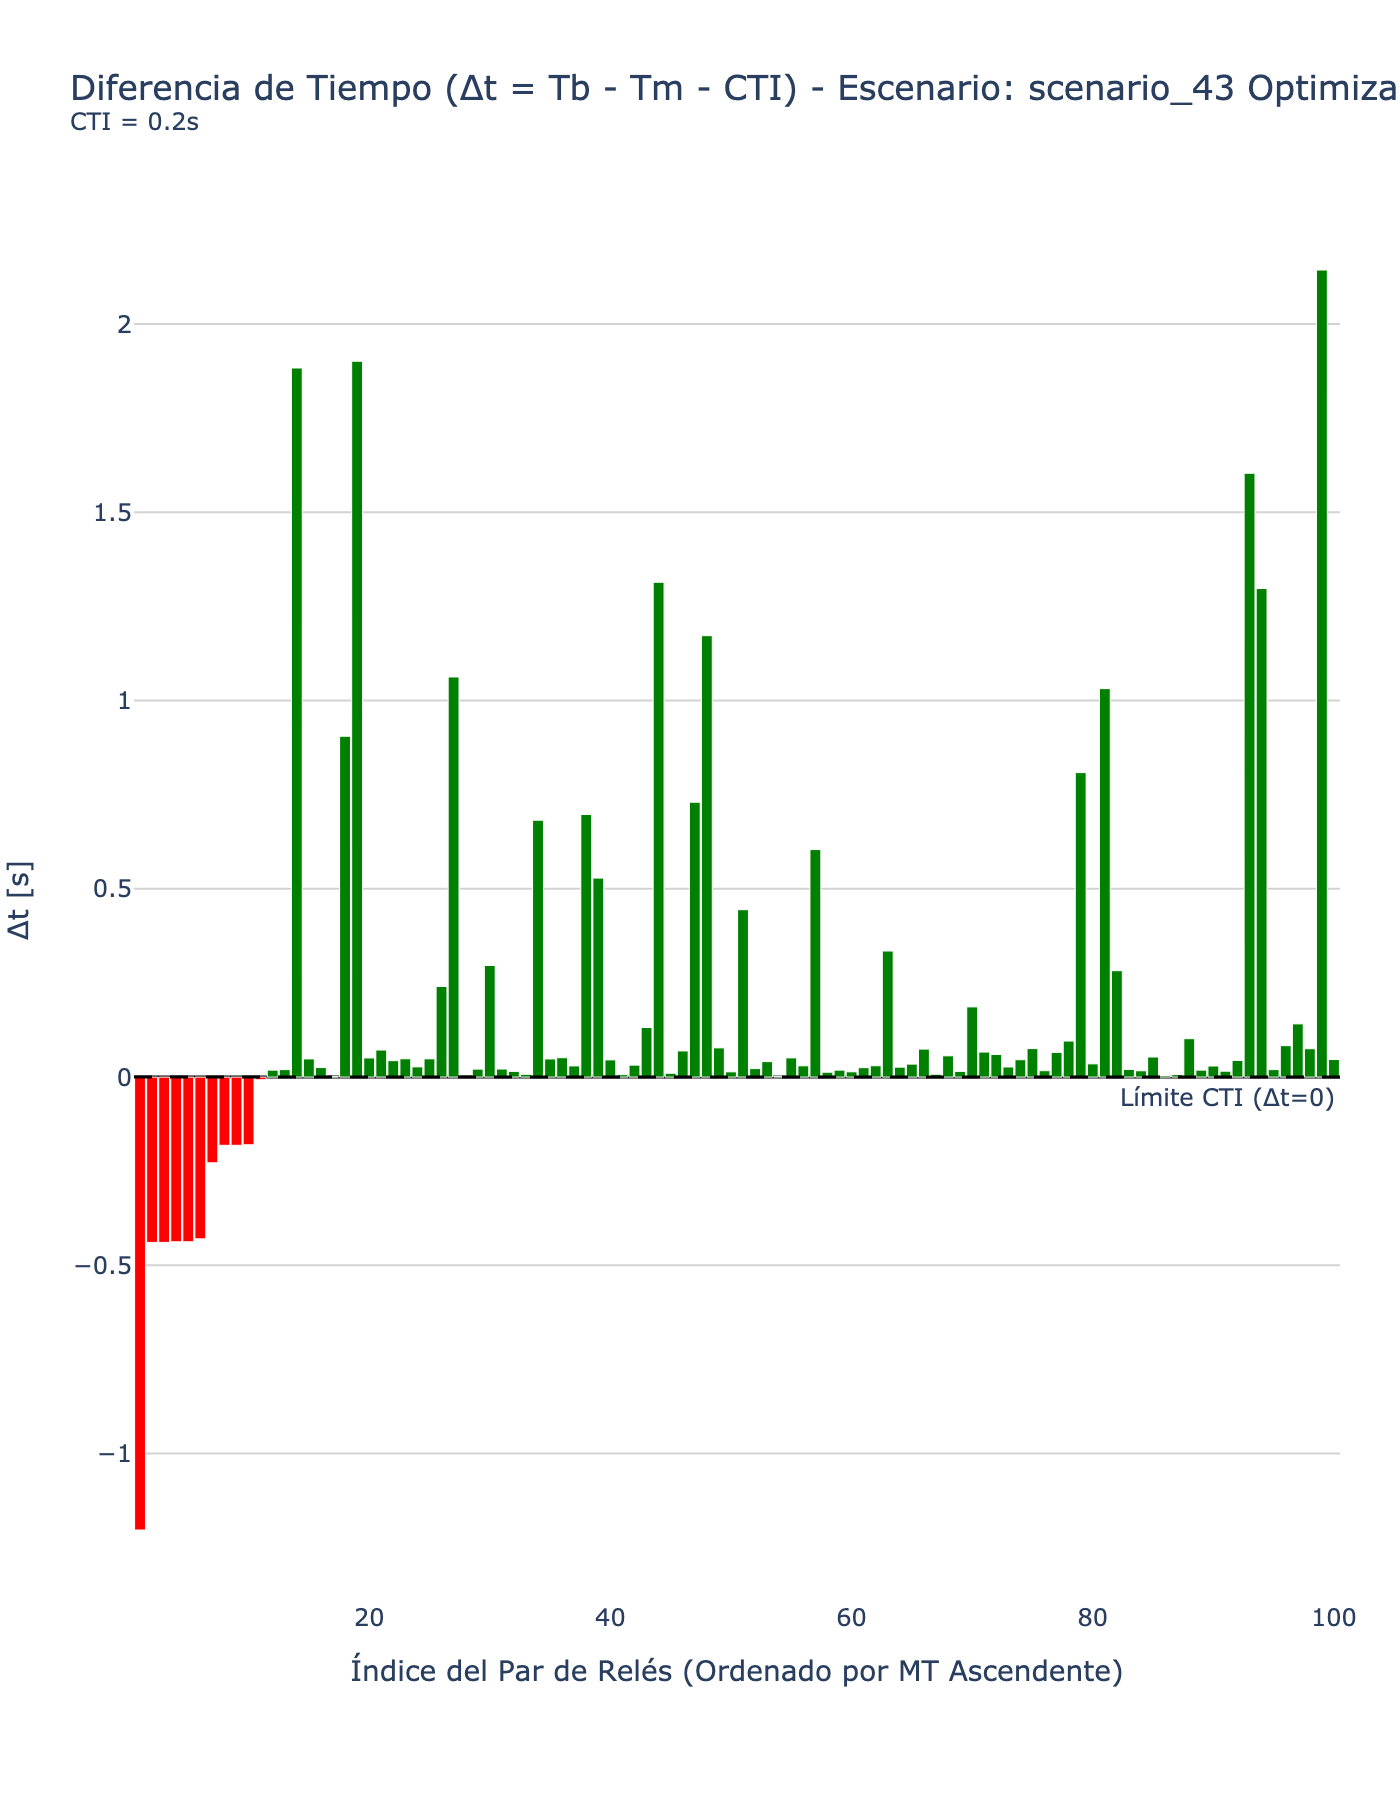 Diferencia de Tiempo (Δt = Tb - Tm - CTI) - Escenario: scenario_43 Optimiza
CTI = 0.2s
2
1.5
1
0.5
0
−0.5
−1
Δt [s]
Límite CTI (Δt=0)
20 40 60 80 100
Índice del Par de Relés (Ordenado por MT Ascendente)